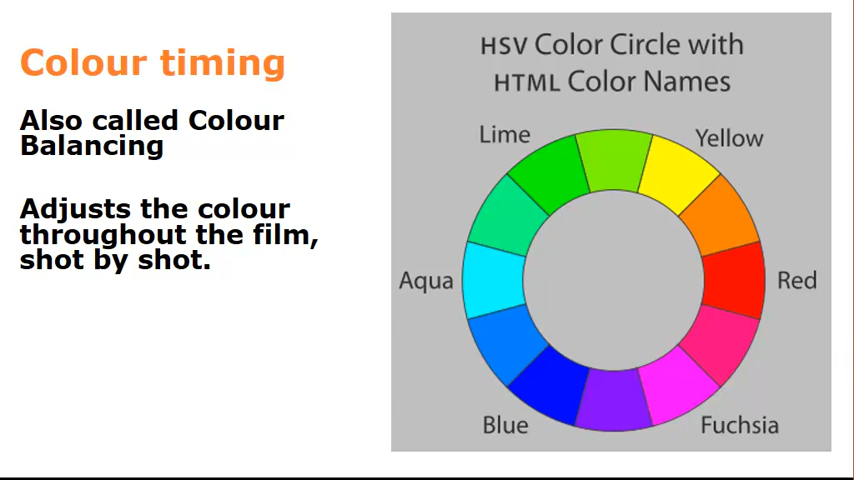 Colour timing
Also called Colour
Balancing
Adjusts the colour
throughout the film,
shot by shot.
HSV Color Circle with
HTML Color Names
Lime
Yellow
Aqua
Red
Blue
Fuchsia